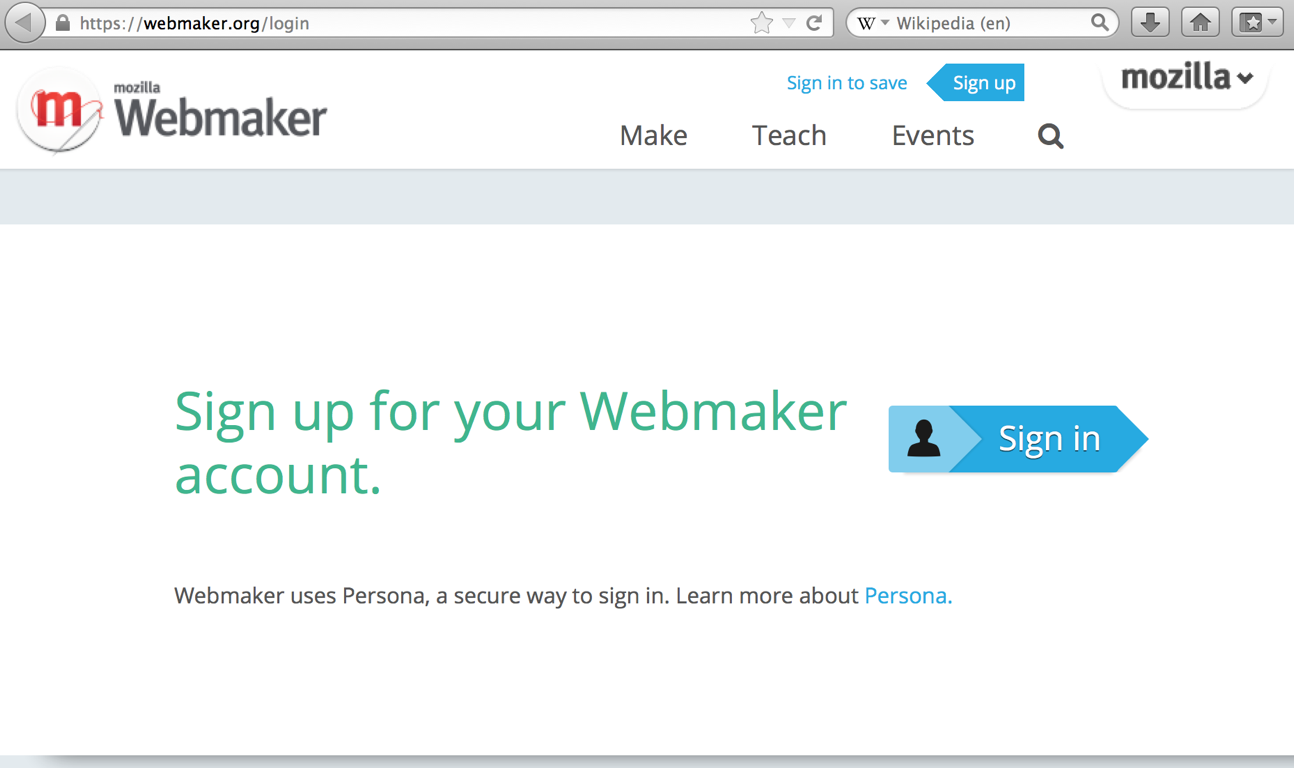 https://webmaker.org/login
W Wikipedia (en)
mozilla
Webmaker
Sign in to save
Sign up
mozilla
Make
Teach
Events
Sign up for your Webmaker
account.
Sign in
Webmaker uses Persona, a secure way to sign in. Learn more about Persona.